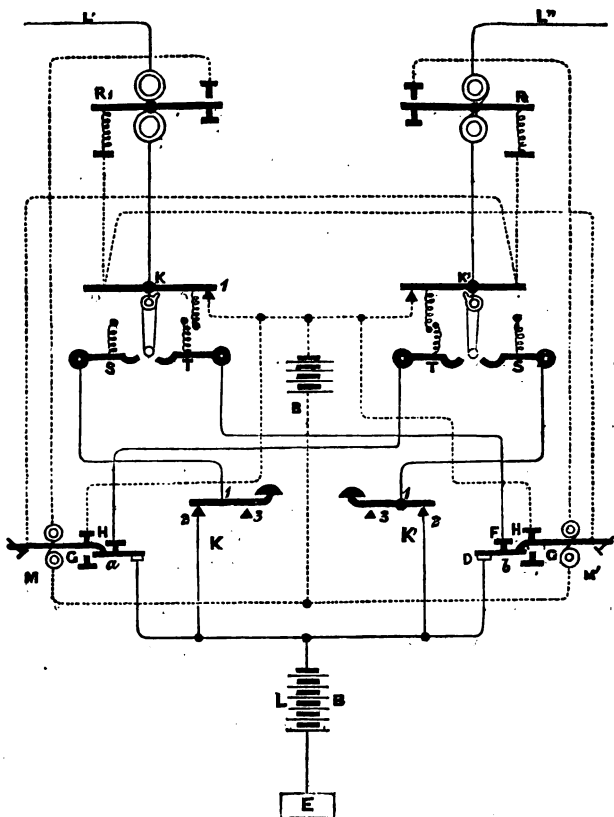 L' L"
R1 R
K 1 K'
S T T S
B
1 1
2 3 3 2
K K'
H F H
G a D b G
M M'
L B
E